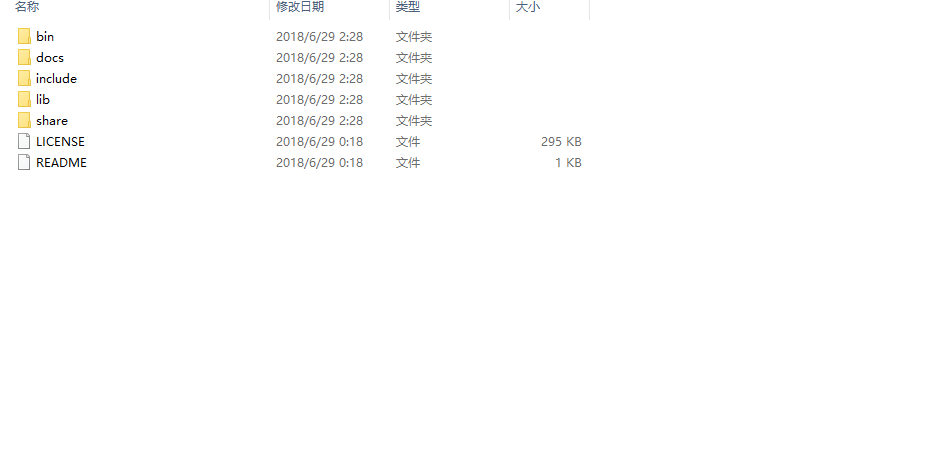 名称 修改日期 类型 大小
bin 2018/6/29 2:28 文件夹
docs 2018/6/29 2:28 文件夹
include 2018/6/29 2:28 文件夹
lib 2018/6/29 2:28 文件夹
share 2018/6/29 2:28 文件夹
LICENSE 2018/6/29 0:18 文件 295 KB
README 2018/6/29 0:18 文件 1 KB